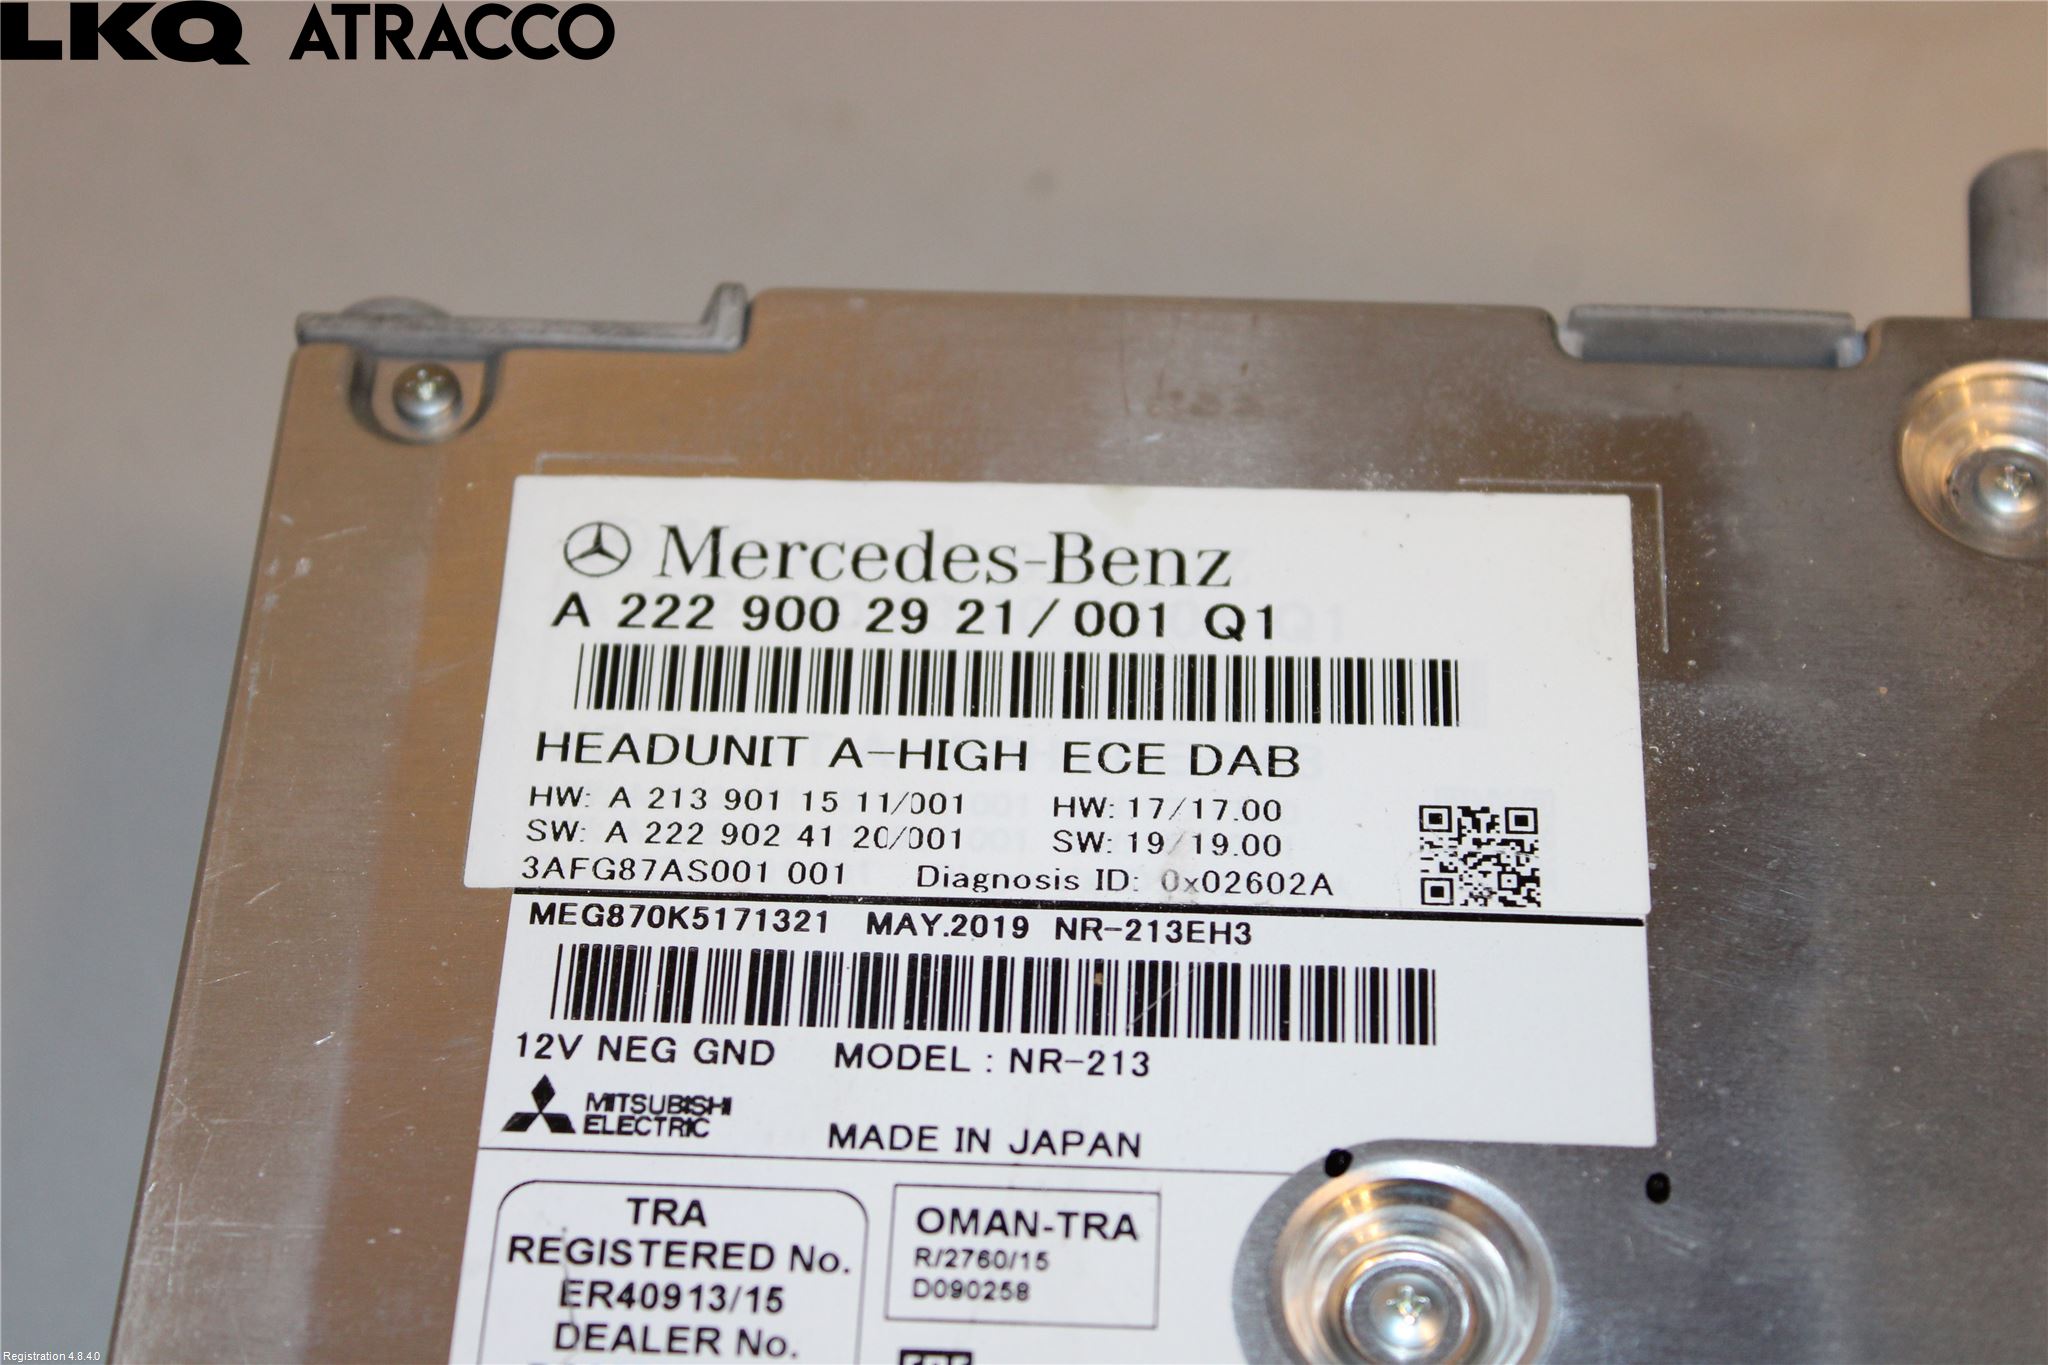 LKQ ATRACCO
Mercedes-Benz
A 222 900 29 21/001 Q1
HEADUNIT A-HIGH ECE DAB
HW: A 213 901 15 11/001 HW: 17/17.00
SW: A 222 902 41 20/001 SW: 19/19.00
3AFG87AS001 001 Diagnosis ID: 0x02602A
MEG870K5171321 MAY.2019 NR-213EH3
12V NEG GND MODEL : NR-213
MITSUBISHI
ELECTRIC
MADE IN JAPAN
TRA
REGISTERED No.
ER40913/15
DEALER No.
OMAN-TRA
R/2760/15
D090258
Registration 4.8.4.0